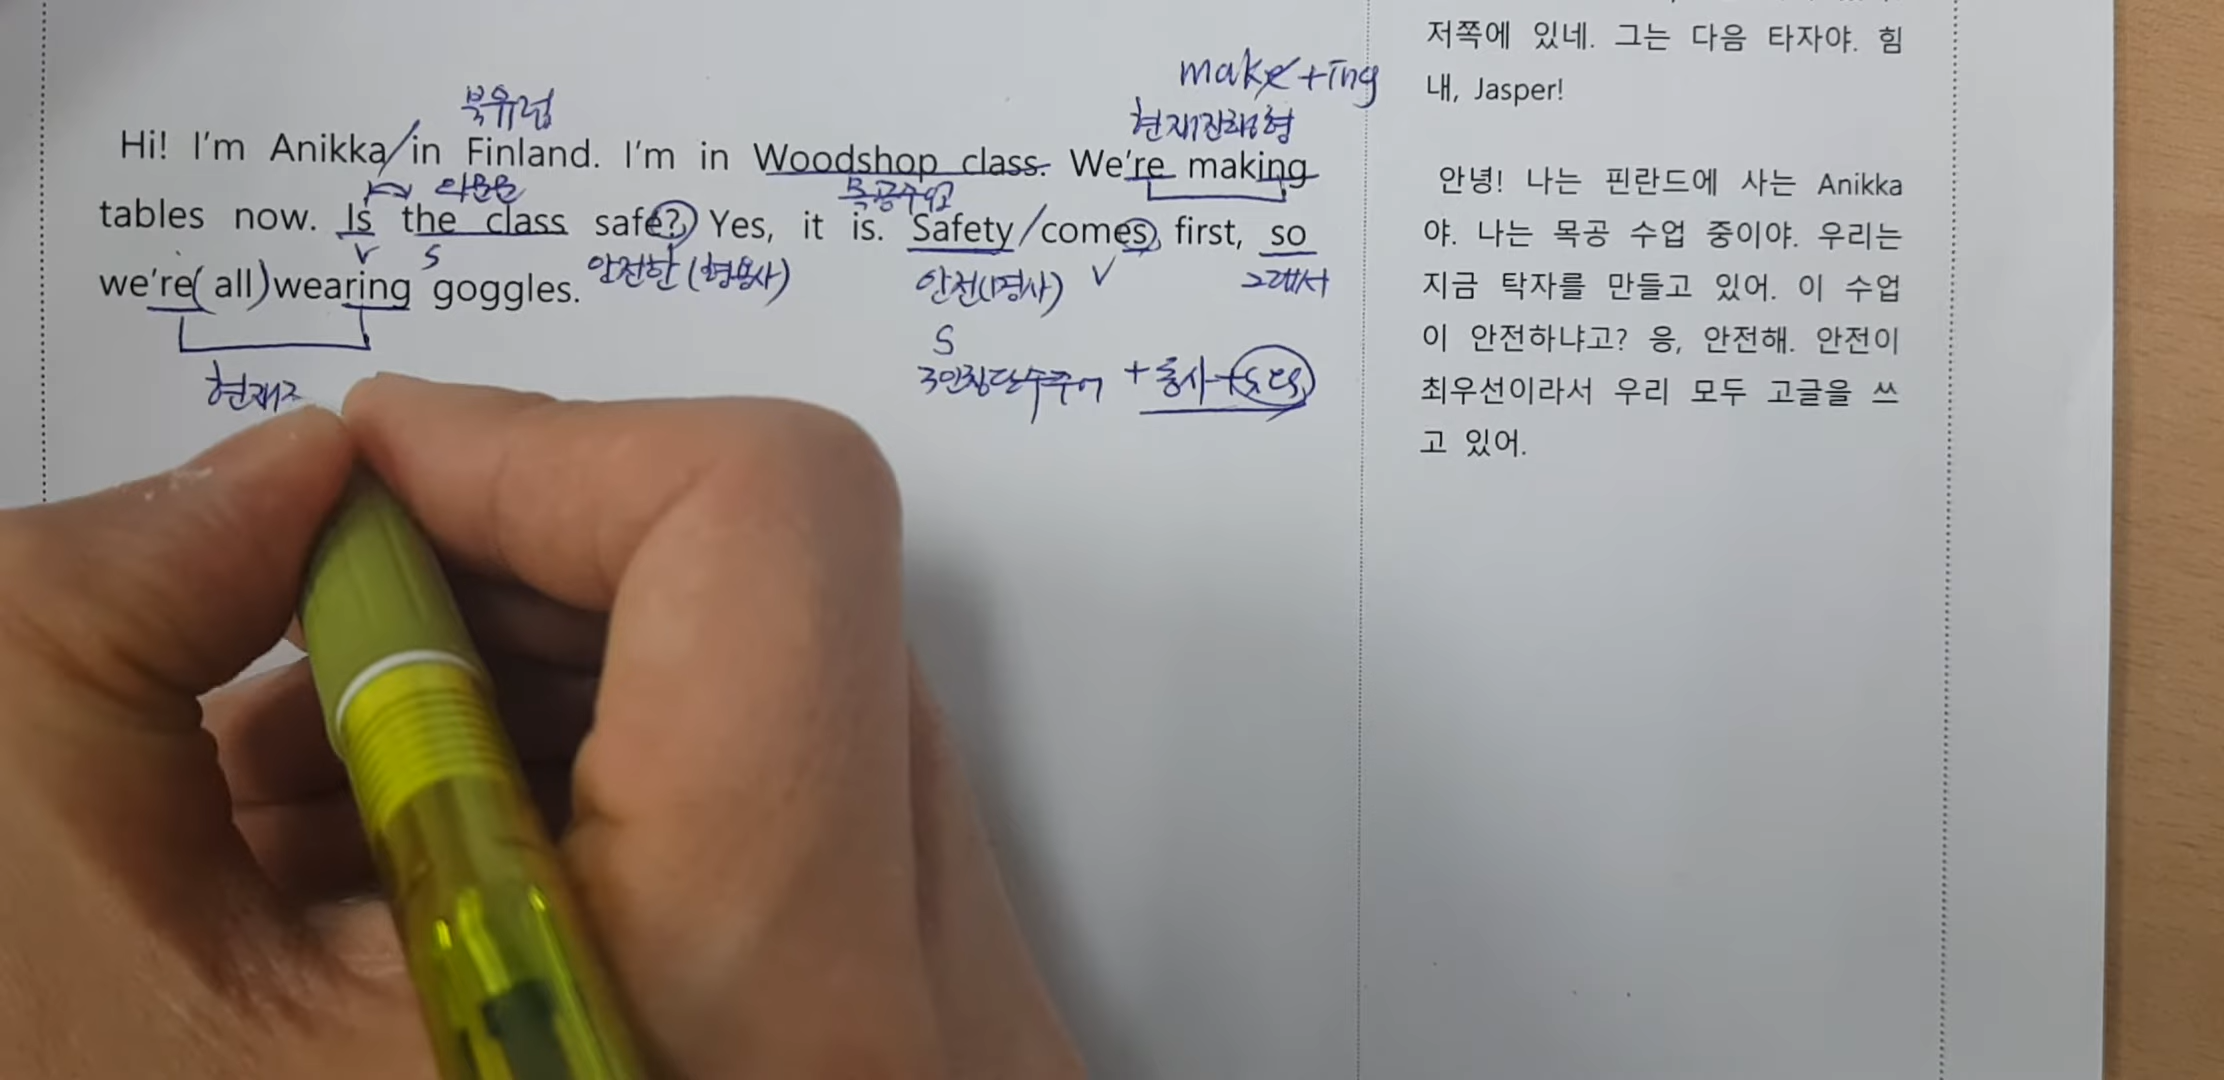 make+ing
북유럽
현재진행형
Hi! I'm Anikka/in Finland. I'm in Woodshop class. We're making
의문문
목공수업
tables now. Is the class safe? Yes, it is. Safety/comes first, so
V S
안전한(형용사)
안전(명사) V
그래서
we're(all)wearing goggles.
S
3인칭단수주어 +동사+s,es
현재
저쪽에 있네. 그는 다음 타자야. 힘
내, Jasper!
안녕! 나는 핀란드에 사는 Anikka
야. 나는 목공 수업 중이야. 우리는
지금 탁자를 만들고 있어. 이 수업
이 안전하냐고? 응, 안전해. 안전이
최우선이라서 우리 모두 고글을 쓰
고 있어.